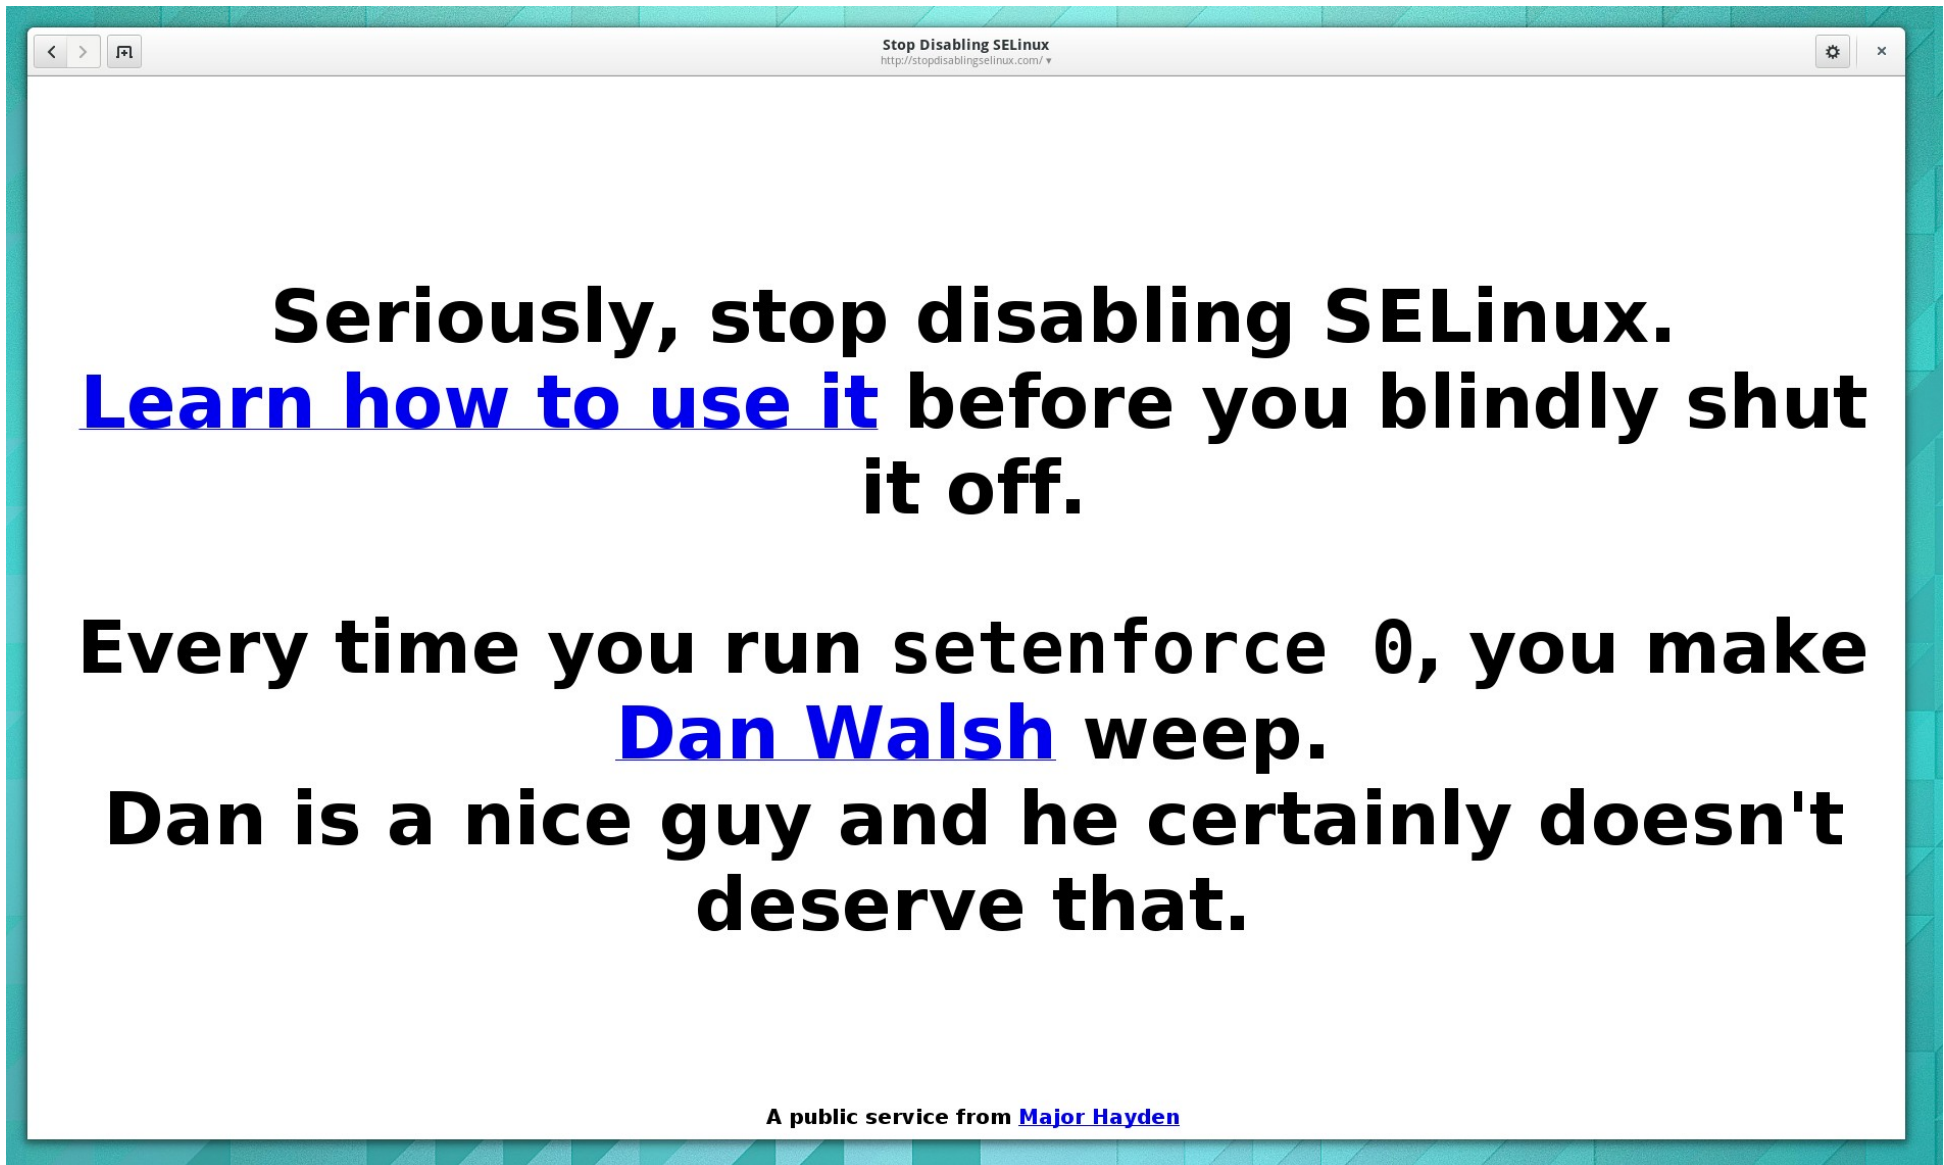 Stop Disabling SELinux
http://stopdisablingselinux.com/ ▾
Seriously, stop disabling SELinux.
Learn how to use it before you blindly shut
it off.
Every time you run setenforce 0, you make
Dan Walsh weep.
Dan is a nice guy and he certainly doesn't
deserve that.
A public service from Major Hayden